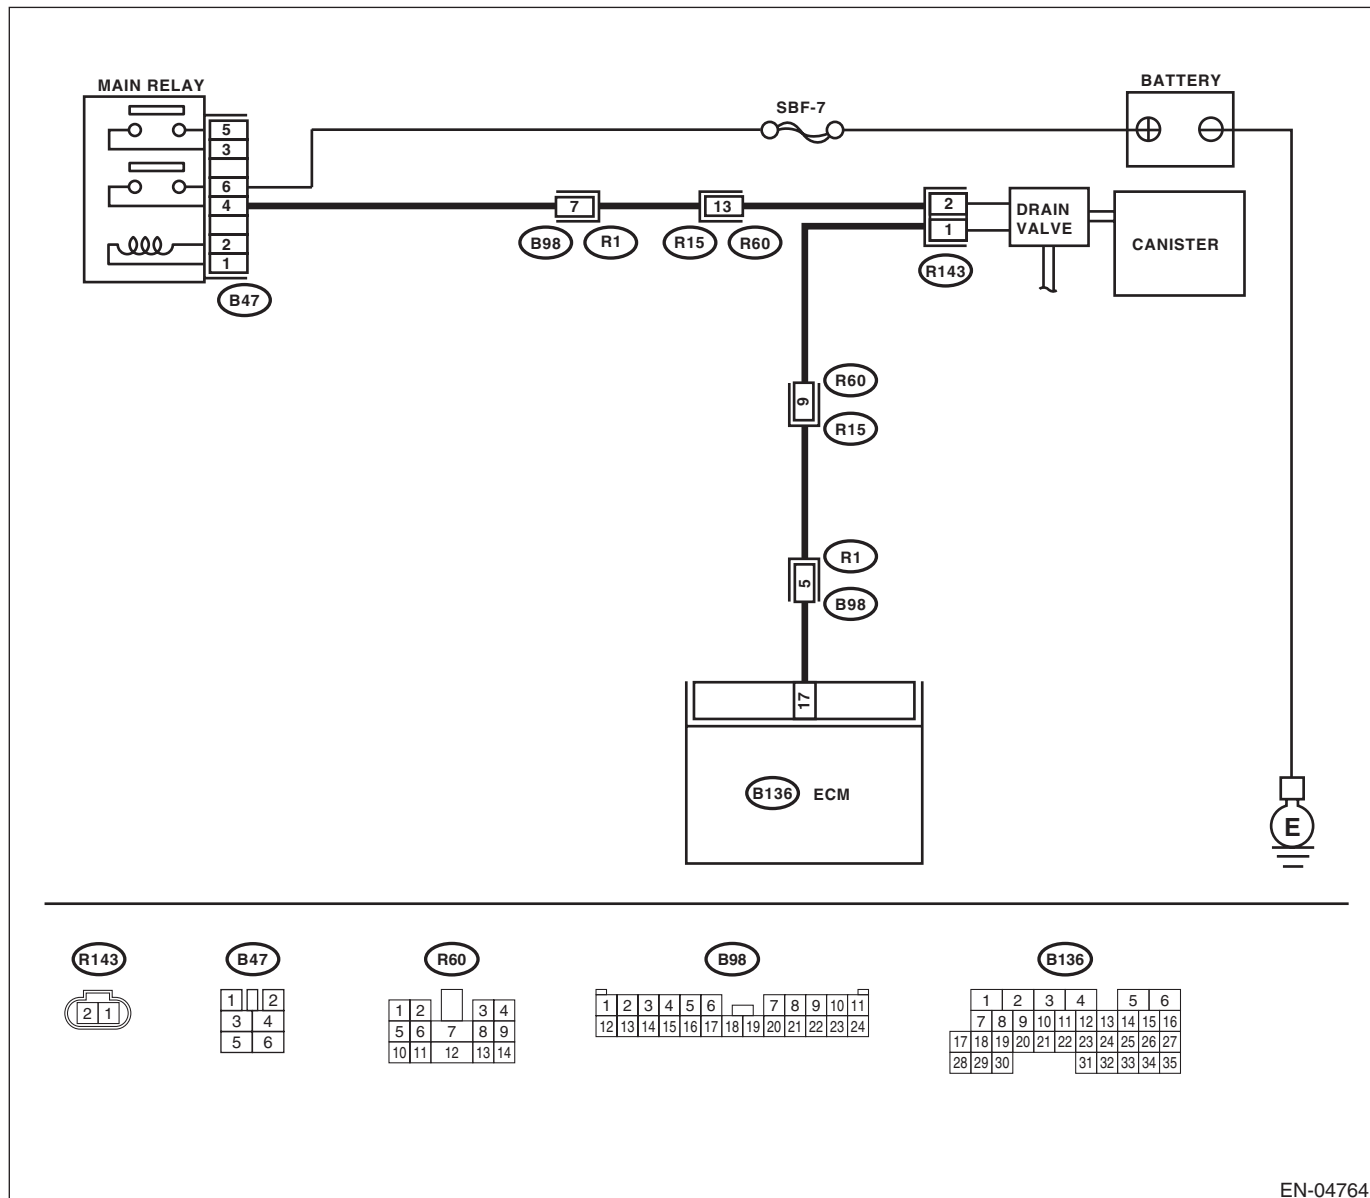 MAIN RELAY
BATTERY
SBF-7
5
3
6
4
2
1
B47
7
B98
R1
13
R15
R60
2
1
R143
DRAIN
VALVE
CANISTER
9
R60
R15
5
R1
B98
17
B136 ECM
E
R143
B47
R60
B98
B136
2 1
1 2
3 4
5 6
1 2 3 4
5 6 7 8 9
10 11 12 13 14
1 2 3 4 5 6 7 8 9 10 11
12 13 14 15 16 17 18 19 20 21 22 23 24
1 2 3 4 5 6
7 8 9 10 11 12 13 14 15 16
17 18 19 20 21 22 23 24 25 26 27
28 29 30 31 32 33 34 35
EN-04764